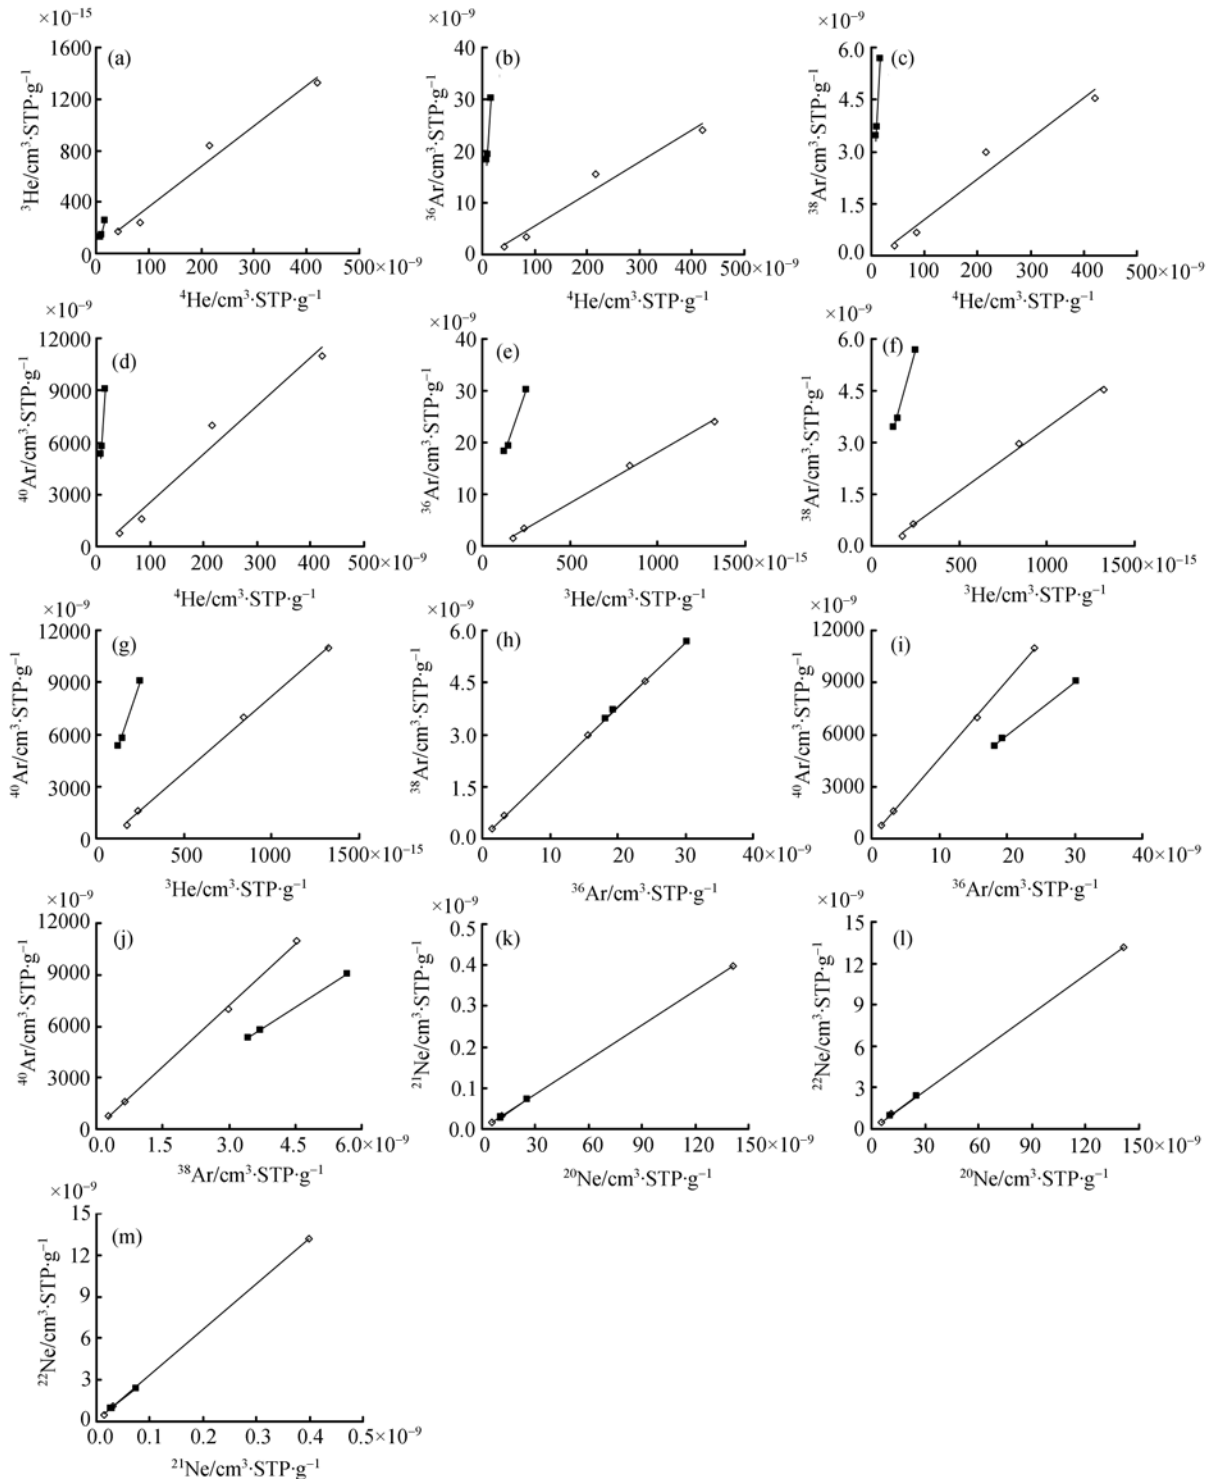 ×10⁻¹⁵
(a)
³He/cm³·STP·g⁻¹
1600
1200
800
400
0
0 100 200 300 400 500×10⁻⁹
⁴He/cm³·STP·g⁻¹
×10⁻⁹
(b)
³⁶Ar/cm³·STP·g⁻¹
40
30
20
10
0
0 100 200 300 400 500×10⁻⁹
⁴He/cm³·STP·g⁻¹
×10⁻⁹
(c)
³⁸Ar/cm³·STP·g⁻¹
6.0
4.5
3.0
1.5
0.0
0 100 200 300 400 500×10⁻⁹
⁴He/cm³·STP·g⁻¹
×10⁻⁹
(d)
⁴⁰Ar/cm³·STP·g⁻¹
12000
9000
6000
3000
0
0 100 200 300 400 500×10⁻⁹
⁴He/cm³·STP·g⁻¹
×10⁻⁹
(e)
³⁶Ar/cm³·STP·g⁻¹
40
30
20
10
0
0 500 1000 1500×10⁻¹⁵
³He/cm³·STP·g⁻¹
×10⁻⁹
(f)
³⁸Ar/cm³·STP·g⁻¹
6.0
4.5
3.0
1.5
0.0
0 500 1000 1500×10⁻¹⁵
³He/cm³·STP·g⁻¹
×10⁻⁹
(g)
⁴⁰Ar/cm³·STP·g⁻¹
12000
9000
6000
3000
0
0 500 1000 1500×10⁻¹⁵
³He/cm³·STP·g⁻¹
×10⁻⁹
(h)
³⁸Ar/cm³·STP·g⁻¹
6.0
4.5
3.0
1.5
0.0
0 10 20 30 40×10⁻⁹
³⁶Ar/cm³·STP·g⁻¹
×10⁻⁹
(i)
⁴⁰Ar/cm³·STP·g⁻¹
12000
9000
6000
3000
0
0 10 20 30 40×10⁻⁹
³⁶Ar/cm³·STP·g⁻¹
×10⁻⁹
(j)
⁴⁰Ar/cm³·STP·g⁻¹
12000
9000
6000
3000
0
0.0 1.5 3.0 4.5 6.0×10⁻⁹
³⁸Ar/cm³·STP·g⁻¹
×10⁻⁹
(k)
²¹Ne/cm³·STP·g⁻¹
0.5
0.4
0.3
0.2
0.1
0.0
0 30 60 90 120 150×10⁻⁹
²⁰Ne/cm³·STP·g⁻¹
×10⁻⁹
(l)
²²Ne/cm³·STP·g⁻¹
15
12
9
6
3
0
0 30 60 90 120 150×10⁻⁹
²⁰Ne/cm³·STP·g⁻¹
×10⁻⁹
(m)
²²Ne/cm³·STP·g⁻¹
15
12
9
6
3
0
0.0 0.1 0.2 0.3 0.4 0.5×10⁻⁹
²¹Ne/cm³·STP·g⁻¹